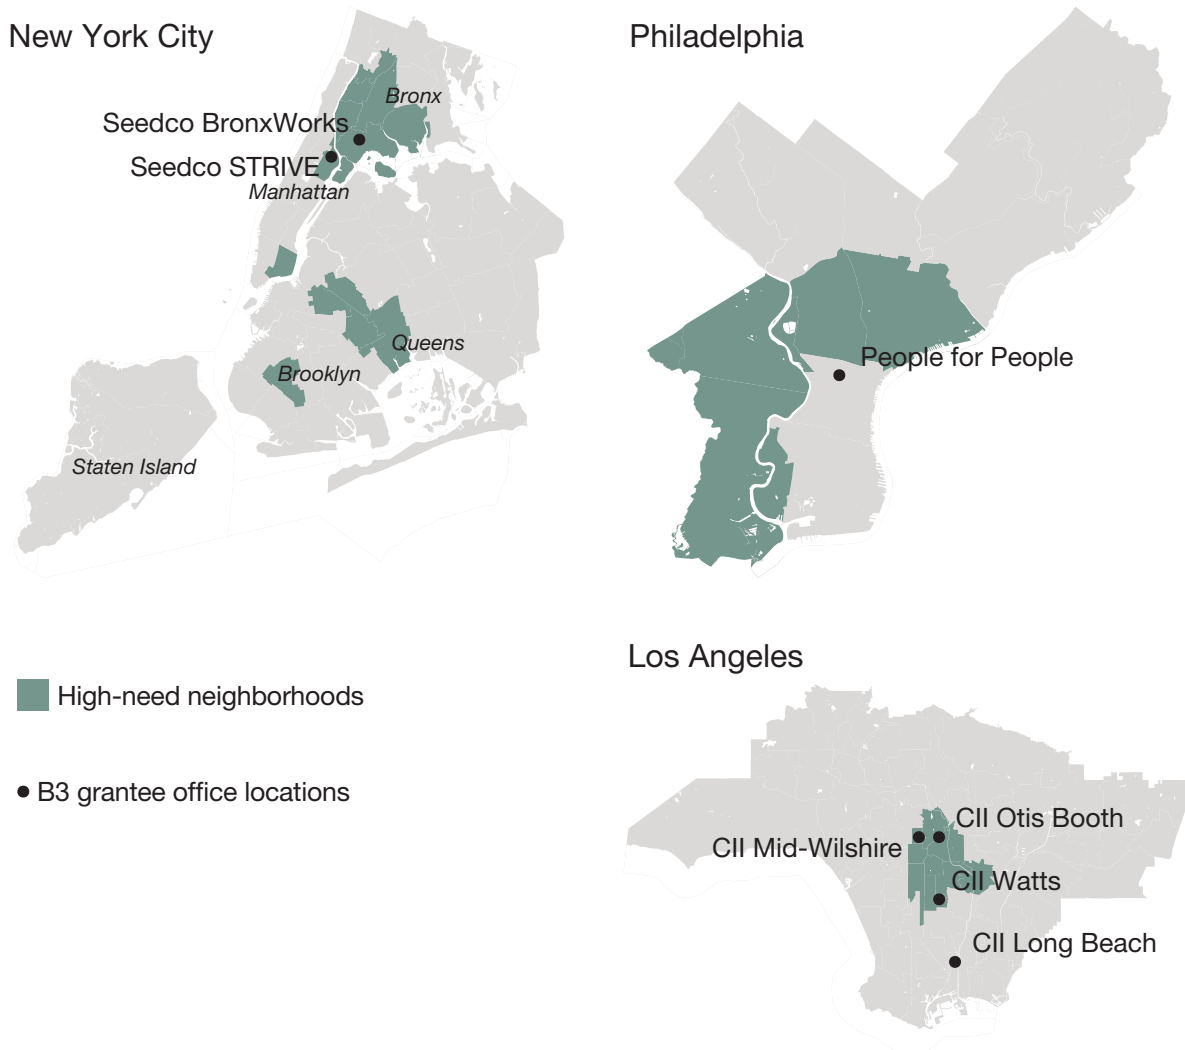 New York City
Bronx
Seedco BronxWorks
Seedco STRIVE
Manhattan
Queens
Brooklyn
Staten Island
Philadelphia
People for People
High-need neighborhoods
B3 grantee office locations
Los Angeles
CII Otis Booth
CII Mid-Wilshire
CII Watts
CII Long Beach